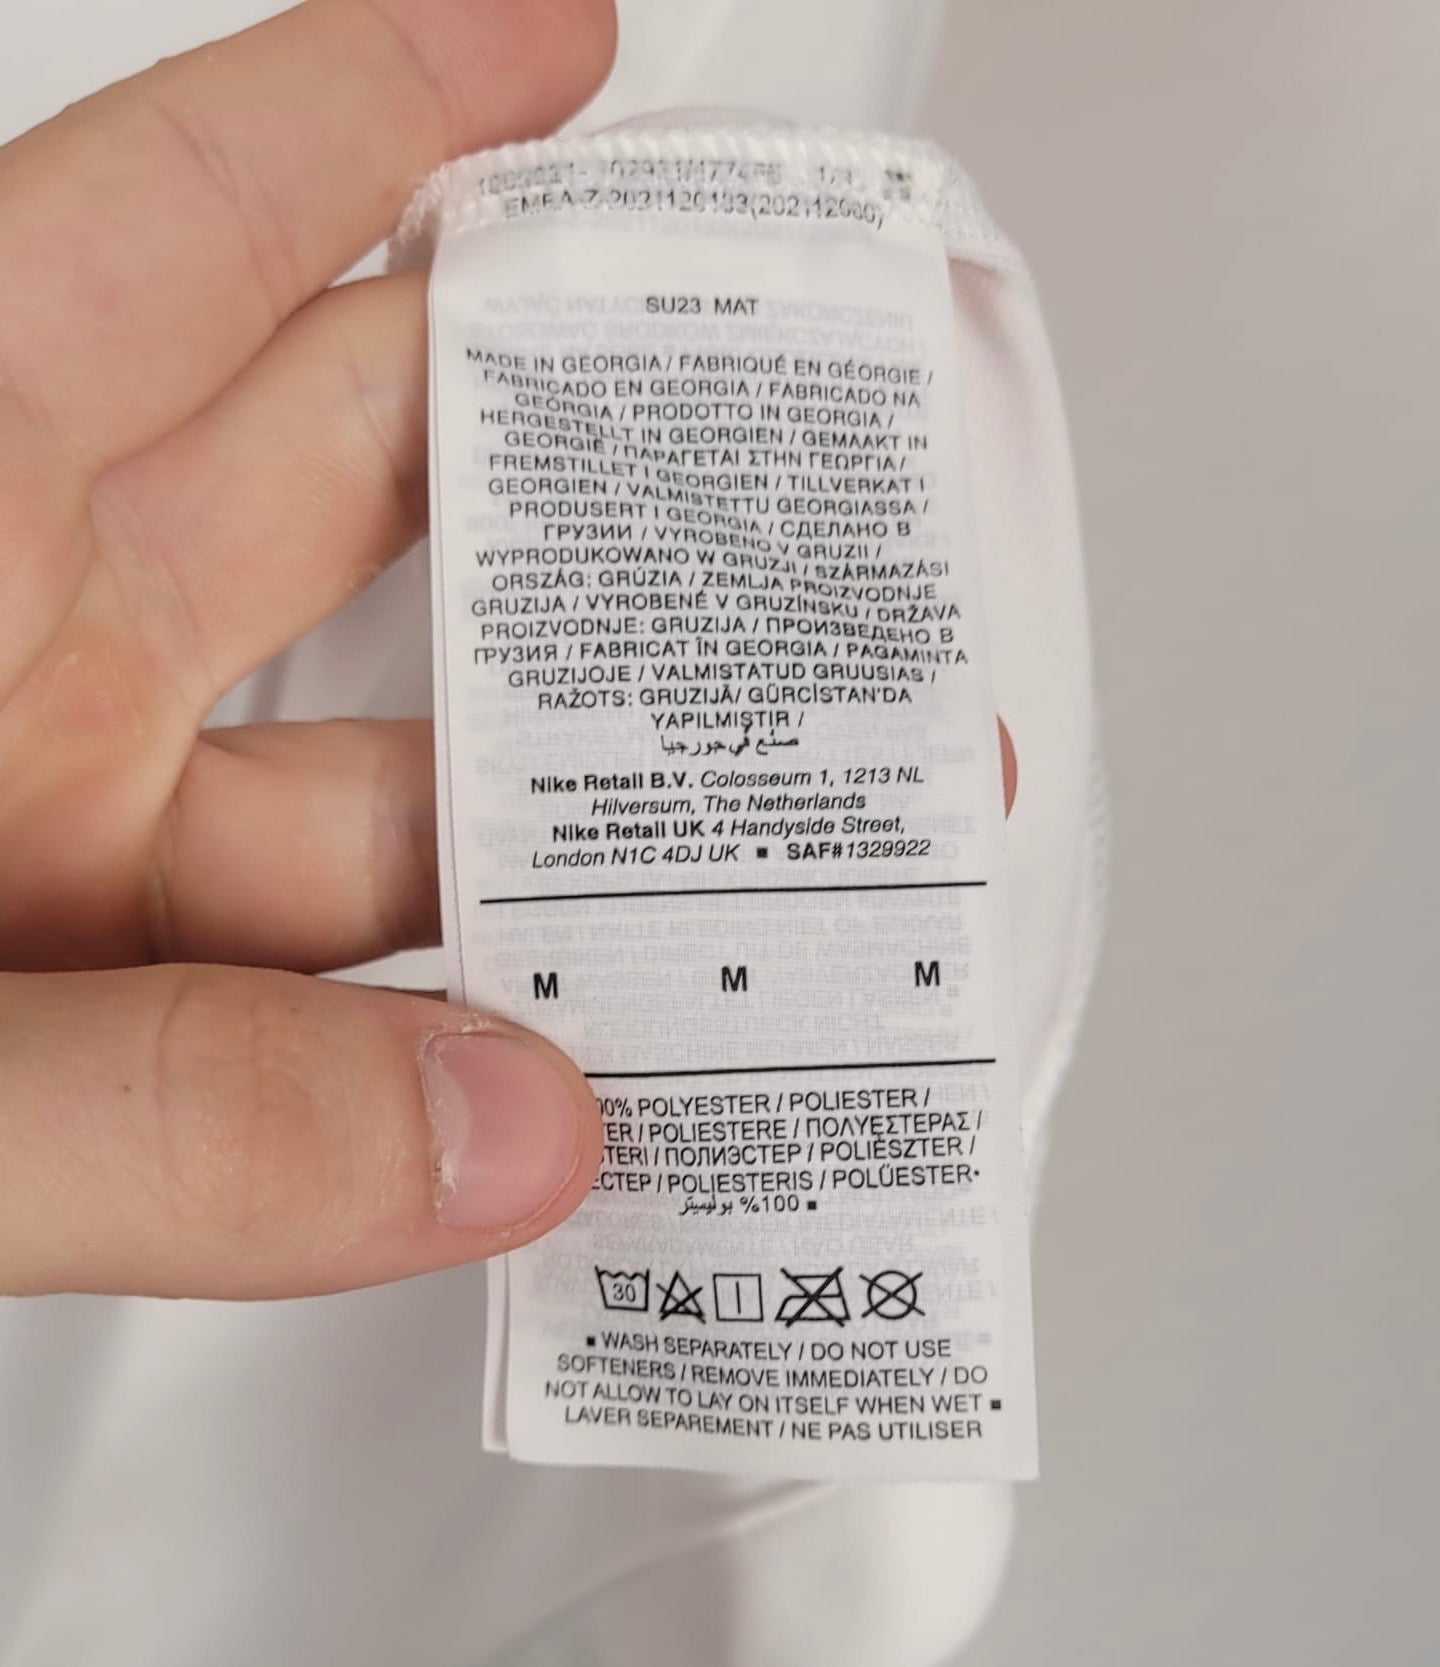 SU23 MAT
MADE IN GEORGIA / FABRIQUÉ EN GÉORGIE /
FABRICADO EN GEORGIA / FABRICADO NA
GEÓRGIA / PRODOTTO IN GEORGIA /
HERGESTELLT IN GEORGIEN / GEMAAKT IN
GEORGIË / ΠΑΡΑΓΕΤΑΙ ΣΤΗΝ ΓΕΩΡΓΙΑ /
FREMSTILLET I GEORGIEN / TILLVERKAT I
GEORGIEN / VALMISTETTU GEORGIASSA /
PRODUSERT I GEORGIA / СДЕЛАНО В
ГРУЗИИ / VYROBENO V GRUZII /
WYPRODUKOWANO W GRUZJI / SZÁRMAZÁSI
ORSZÁG: GRÚZIA / ZEMLJA PROIZVODNJE
GRUZIJA / VYROBENÉ V GRUZÍNSKU / DRŽAVA
PROIZVODNJE: GRUZIJA / ПРОИЗВЕДЕНО В
ГРУЗИЯ / FABRICAT ÎN GEORGIA / PAGAMINTA
GRUZIJOJE / VALMISTATUD GRUUSIAS /
RAŽOTS: GRUZIJĀ/ GÜRCİSTAN'DA
YAPILMIŞTIR /
صنع في جورجيا
Nike Retail B.V. Colosseum 1, 1213 NL
Hilversum, The Netherlands
Nike Retail UK 4 Handyside Street,
London N1C 4DJ UK ▪ SAF#1329922
M M M
POLYESTER / POLIESTER /
/ POLIESTERE / ΠΟΛΥΕΣΤΕΡΑΣ /
/ ПОЛИЭСТЕР / POLIÉSZTER /
/ POLIESTERIS / POLÜESTER•
100% بوليستر ▪
30
▪ WASH SEPARATELY / DO NOT USE
SOFTENERS / REMOVE IMMEDIATELY / DO
NOT ALLOW TO LAY ON ITSELF WHEN WET ▪
LAVER SEPAREMENT / NE PAS UTILISER